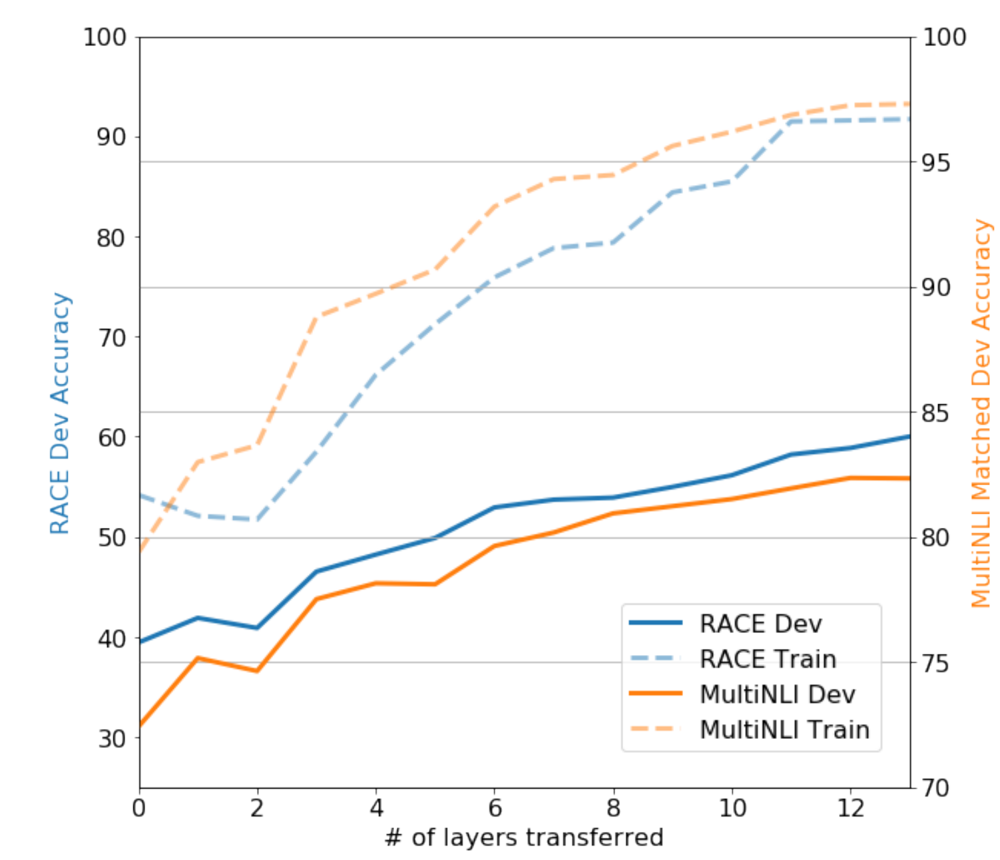 100
90
80
70
60
50
40
30
RACE Dev Accuracy
100
95
90
85
80
75
70
MultiNLI Matched Dev Accuracy
RACE Dev
RACE Train
MultiNLI Dev
MultiNLI Train
0 2 4 6 8 10 12
# of layers transferred